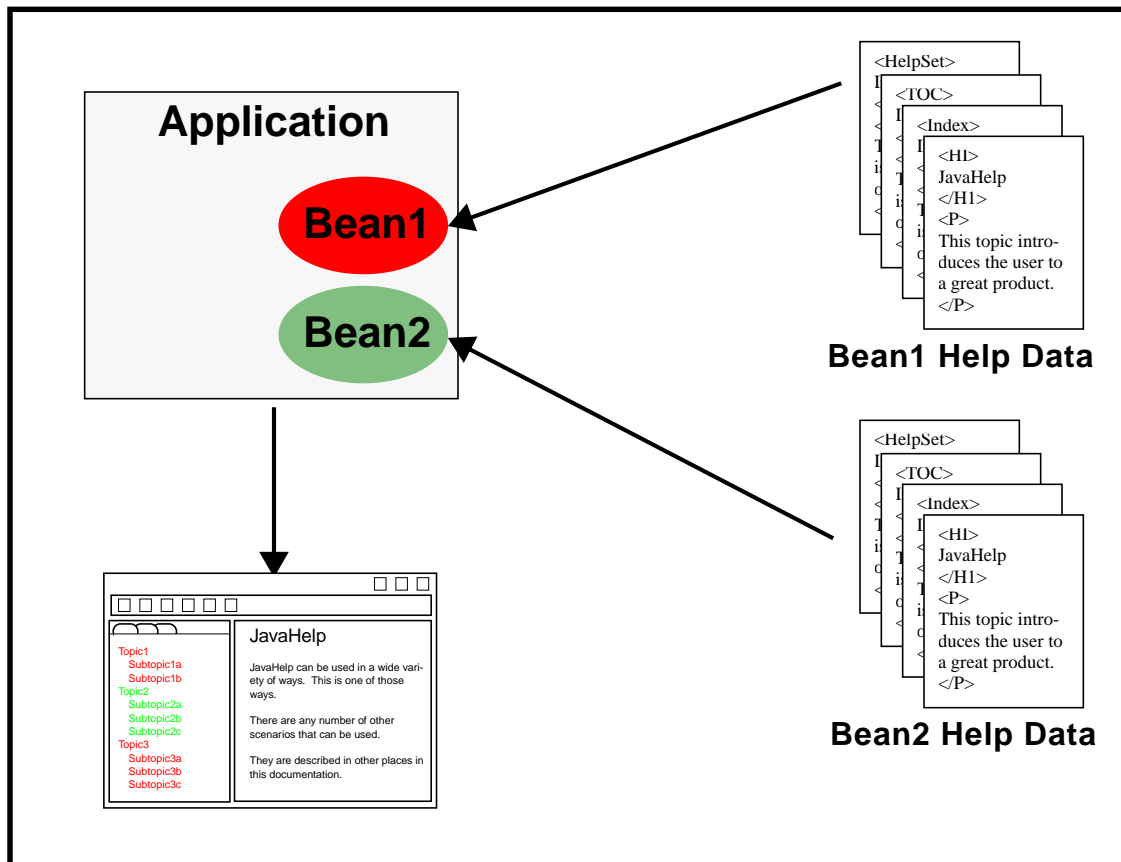 Application
Bean1
Bean2
<HelpSet>
<TOC>
<Index>
<HI>
JavaHelp
</H1>
<P>
This topic intro-
duces the user to
a great product.
</P>
Bean1 Help Data
<HelpSet>
<TOC>
<Index>
<HI>
JavaHelp
</H1>
<P>
This topic intro-
duces the user to
a great product.
</P>
Bean2 Help Data
Topic1
Subtopic1a
Subtopic1b
Topic2
Subtopic2a
Subtopic2b
Subtopic2c
Topic3
Subtopic3a
Subtopic3b
Subtopic3c
JavaHelp
JavaHelp can be used in a wide vari-
ety of ways. This is one of those
ways.
There are any number of other
scenarios that can be used.
They are described in other places in
this documentation.